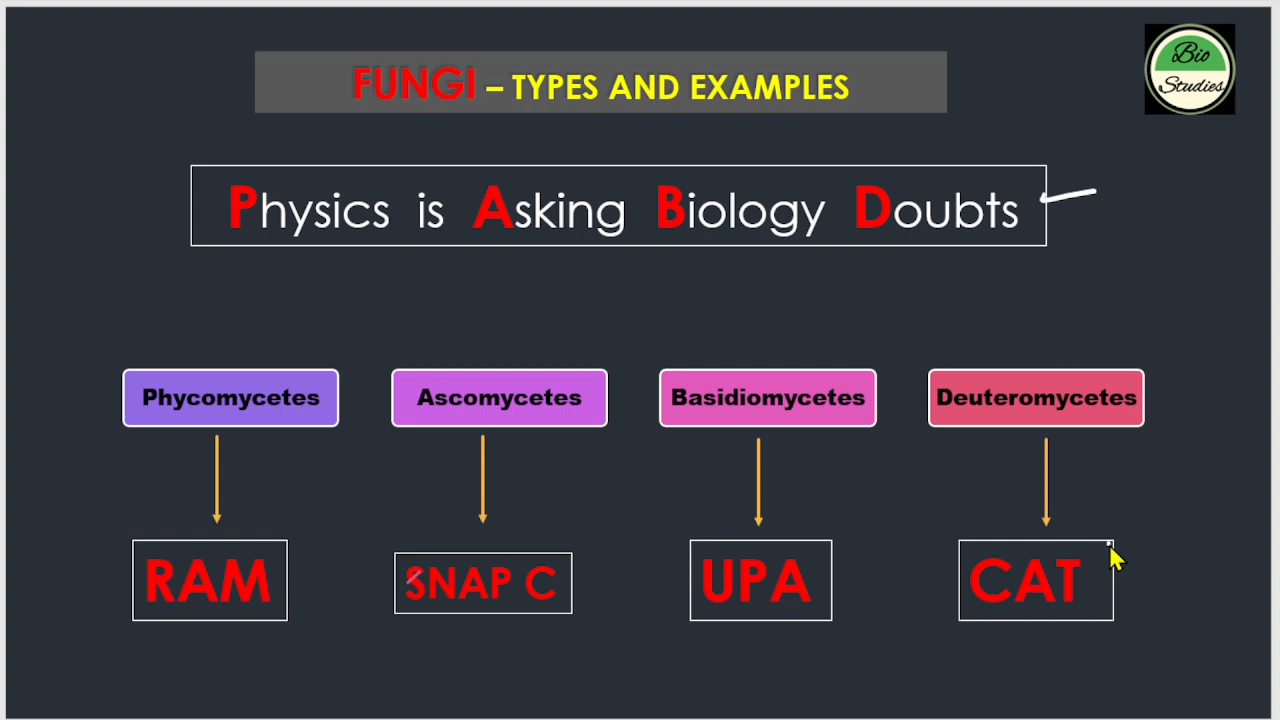 Bio
Studies
FUNGI – TYPES AND EXAMPLES
Physics is Asking Biology Doubts
Phycomycetes Ascomycetes Basidiomycetes Deuteromycetes
RAM SNAP C UPA CAT